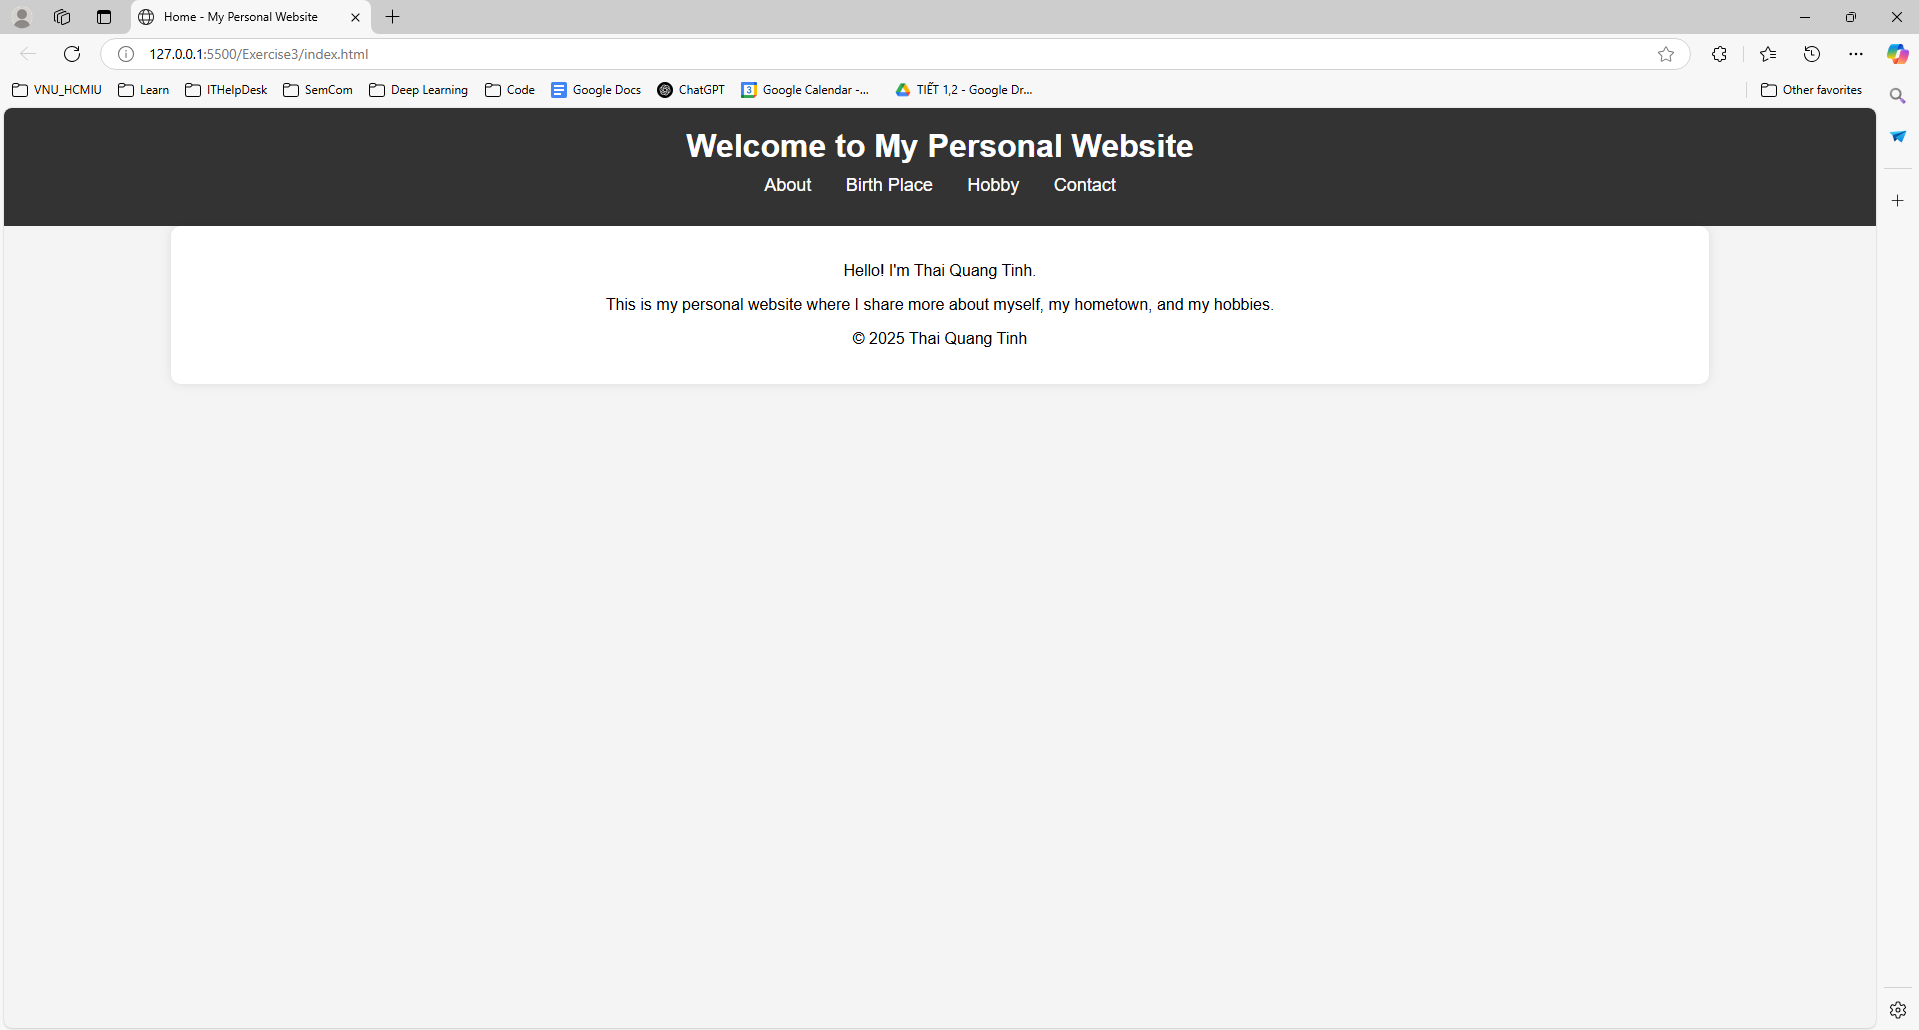 Home - My Personal Website
127.0.0.1:5500/Exercise3/index.html
VNU_HCMIU Learn ITHelpDesk SemCom Deep Learning Code Google Docs ChatGPT 3 Google Calendar -... TIẾT 1,2 - Google Dr... Other favorites
Welcome to My Personal Website
About Birth Place Hobby Contact
Hello! I'm Thai Quang Tinh.
This is my personal website where I share more about myself, my hometown, and my hobbies.
© 2025 Thai Quang Tinh